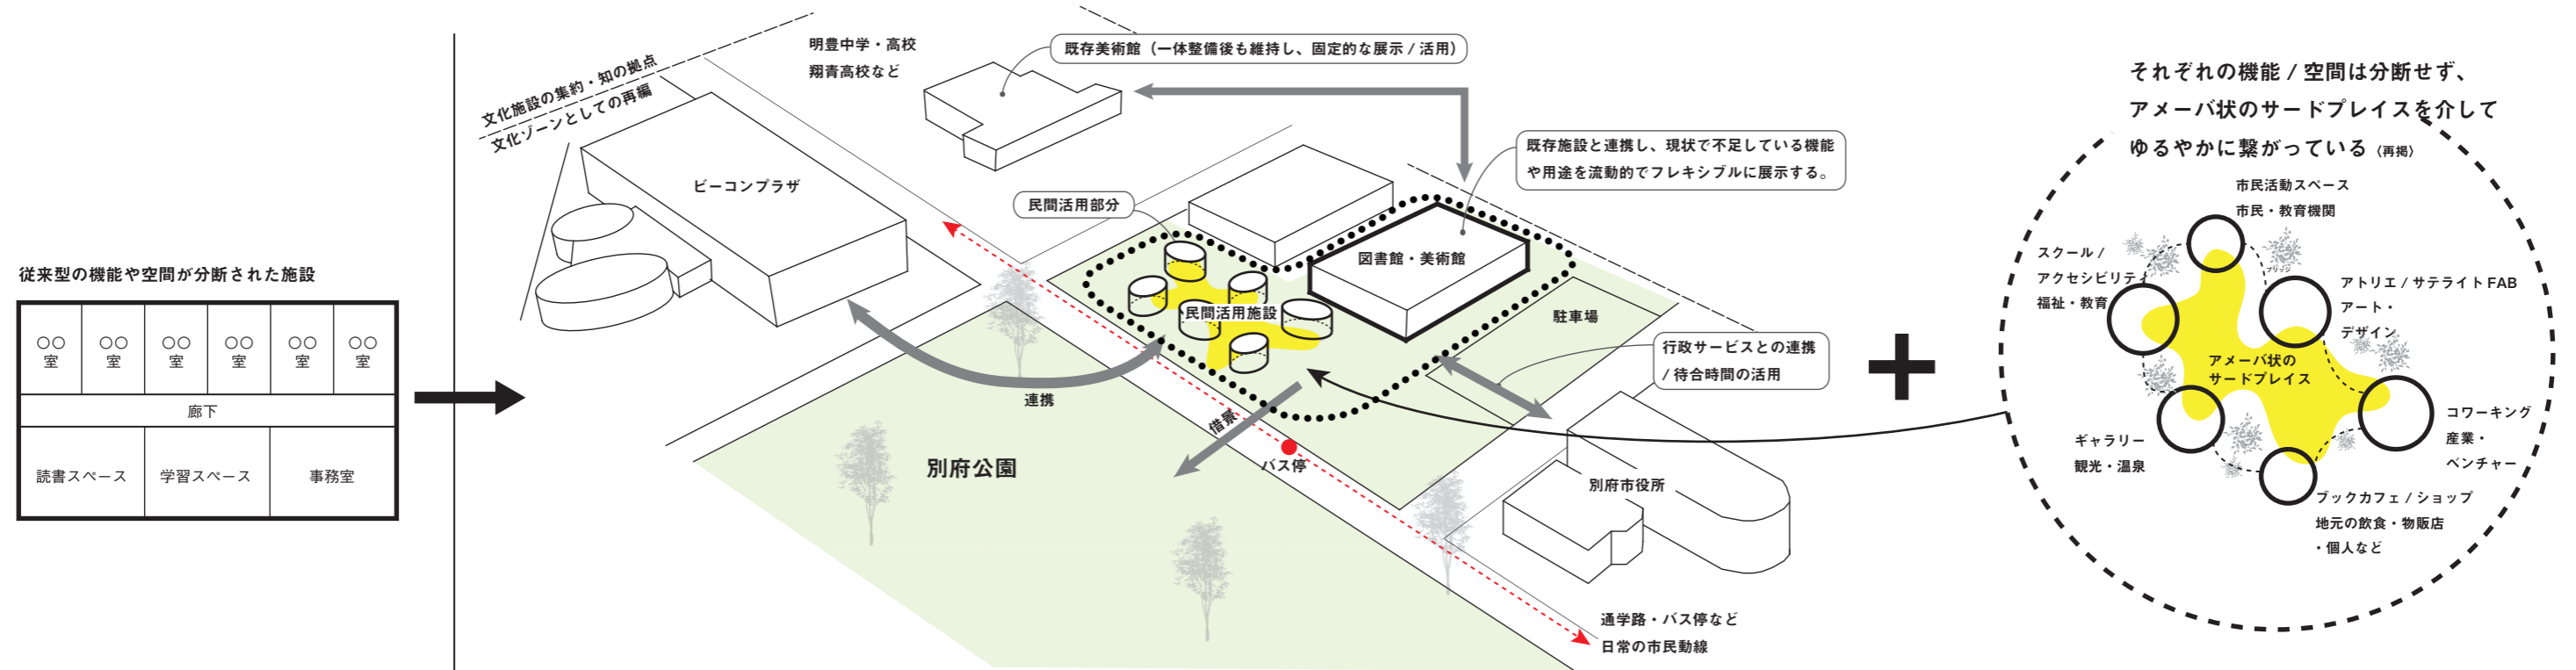 従来型の機能や空間が分断された施設
○○室
○○室
○○室
○○室
○○室
○○室
廊下
読書スペース
学習スペース
事務室
文化施設の集約・知の拠点
文化ゾーンとしての再編
明豊中学・高校
翔青高校など
既存美術館（一体整備後も維持し、固定的な展示 / 活用）
ビーコンプラザ
民間活用部分
既存施設と連携し、現状で不足している機能
や用途を流動的でフレキシブルに展示する。
図書館・美術館
民間活用施設
駐車場
行政サービスとの連携
/ 待合時間の活用
連携
借景
バス停
別府公園
別府市役所
通学路・バス停など
日常の市民動線
それぞれの機能 / 空間は分断せず、
アメーバ状のサードプレイスを介して
ゆるやかに繋がっている〈再掲〉
市民活動スペース
市民・教育機関
スクール /
アクセシビリティ
福祉・教育
ブリッジ
アトリエ / サテライト FAB
アート・
デザイン
アメーバ状の
サードプレイス
コワーキング
産業・
ベンチャー
ギャラリー
観光・温泉
ブックカフェ / ショップ
地元の飲食・物販店
・個人など